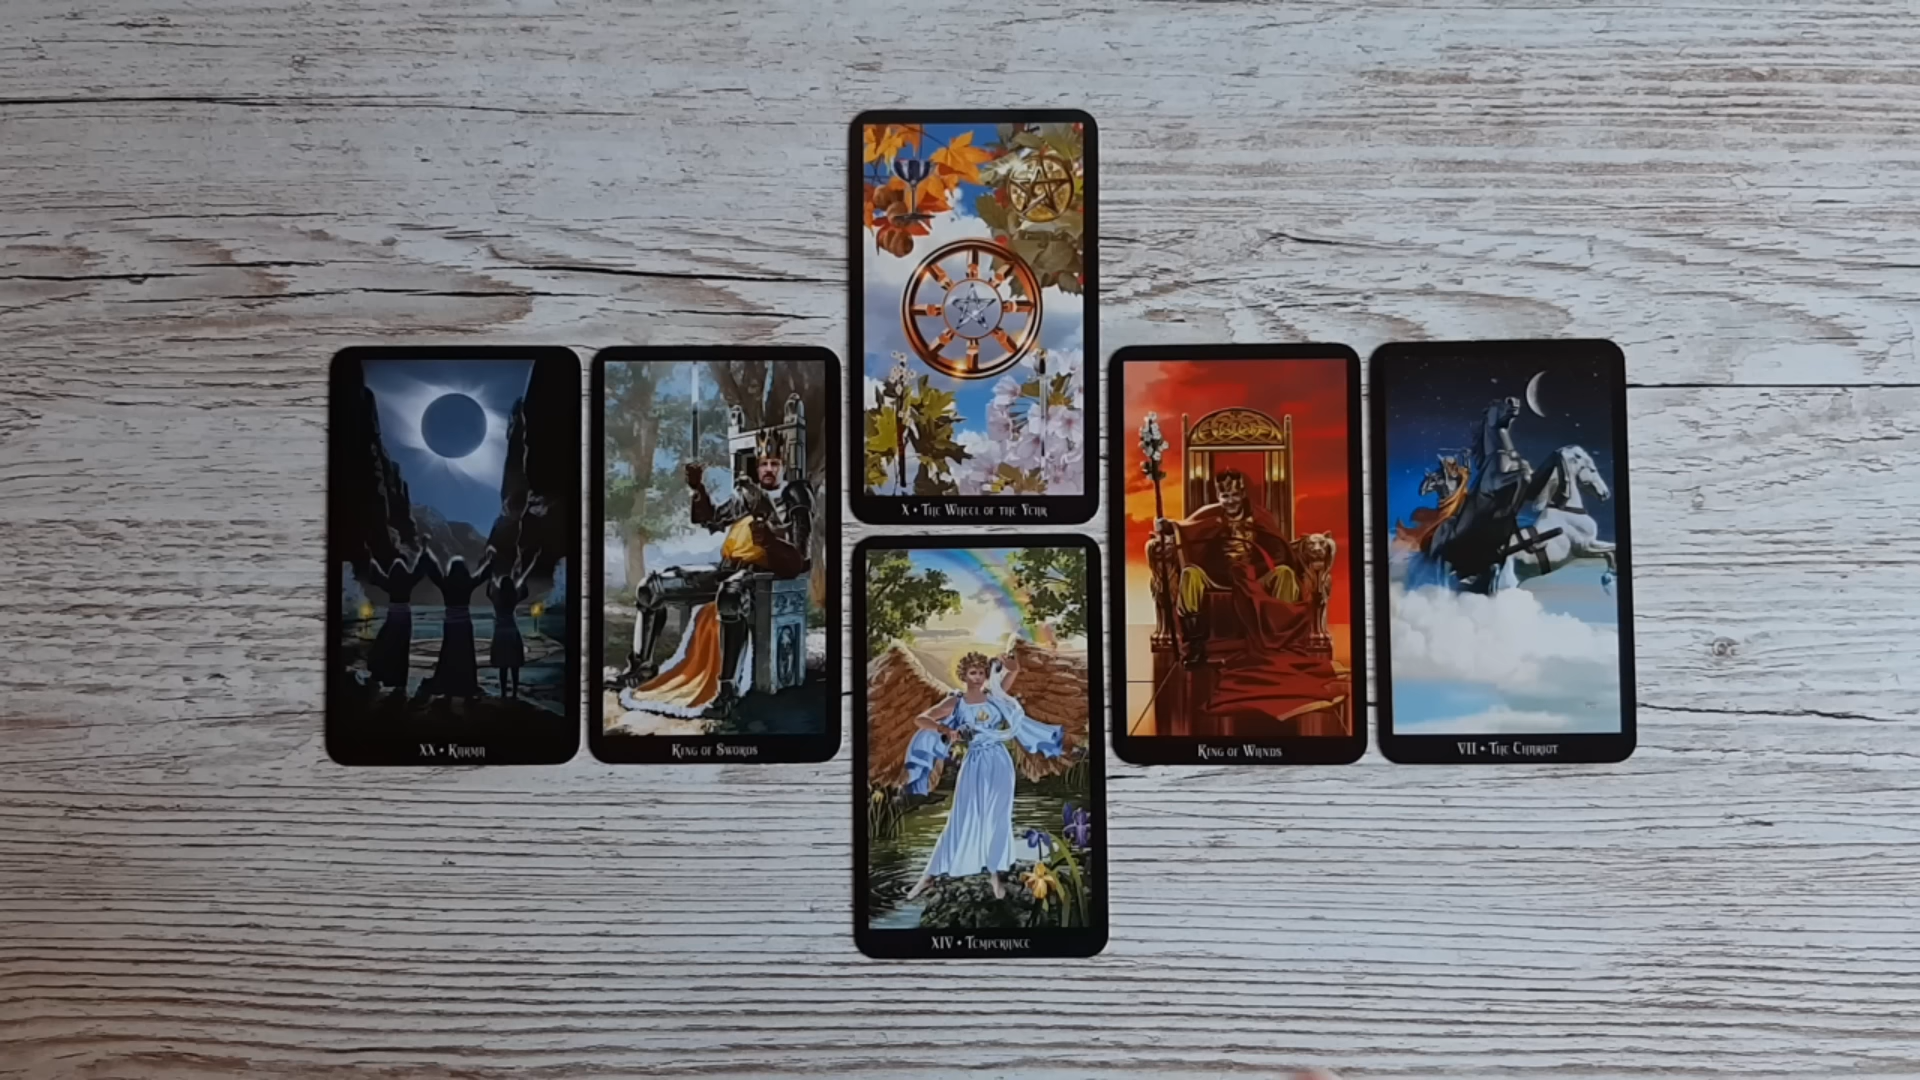 X • The Wheel of the Year
XX • Karma
King of Swords
King of Wands
VII • The Chariot
XIV • Temperance